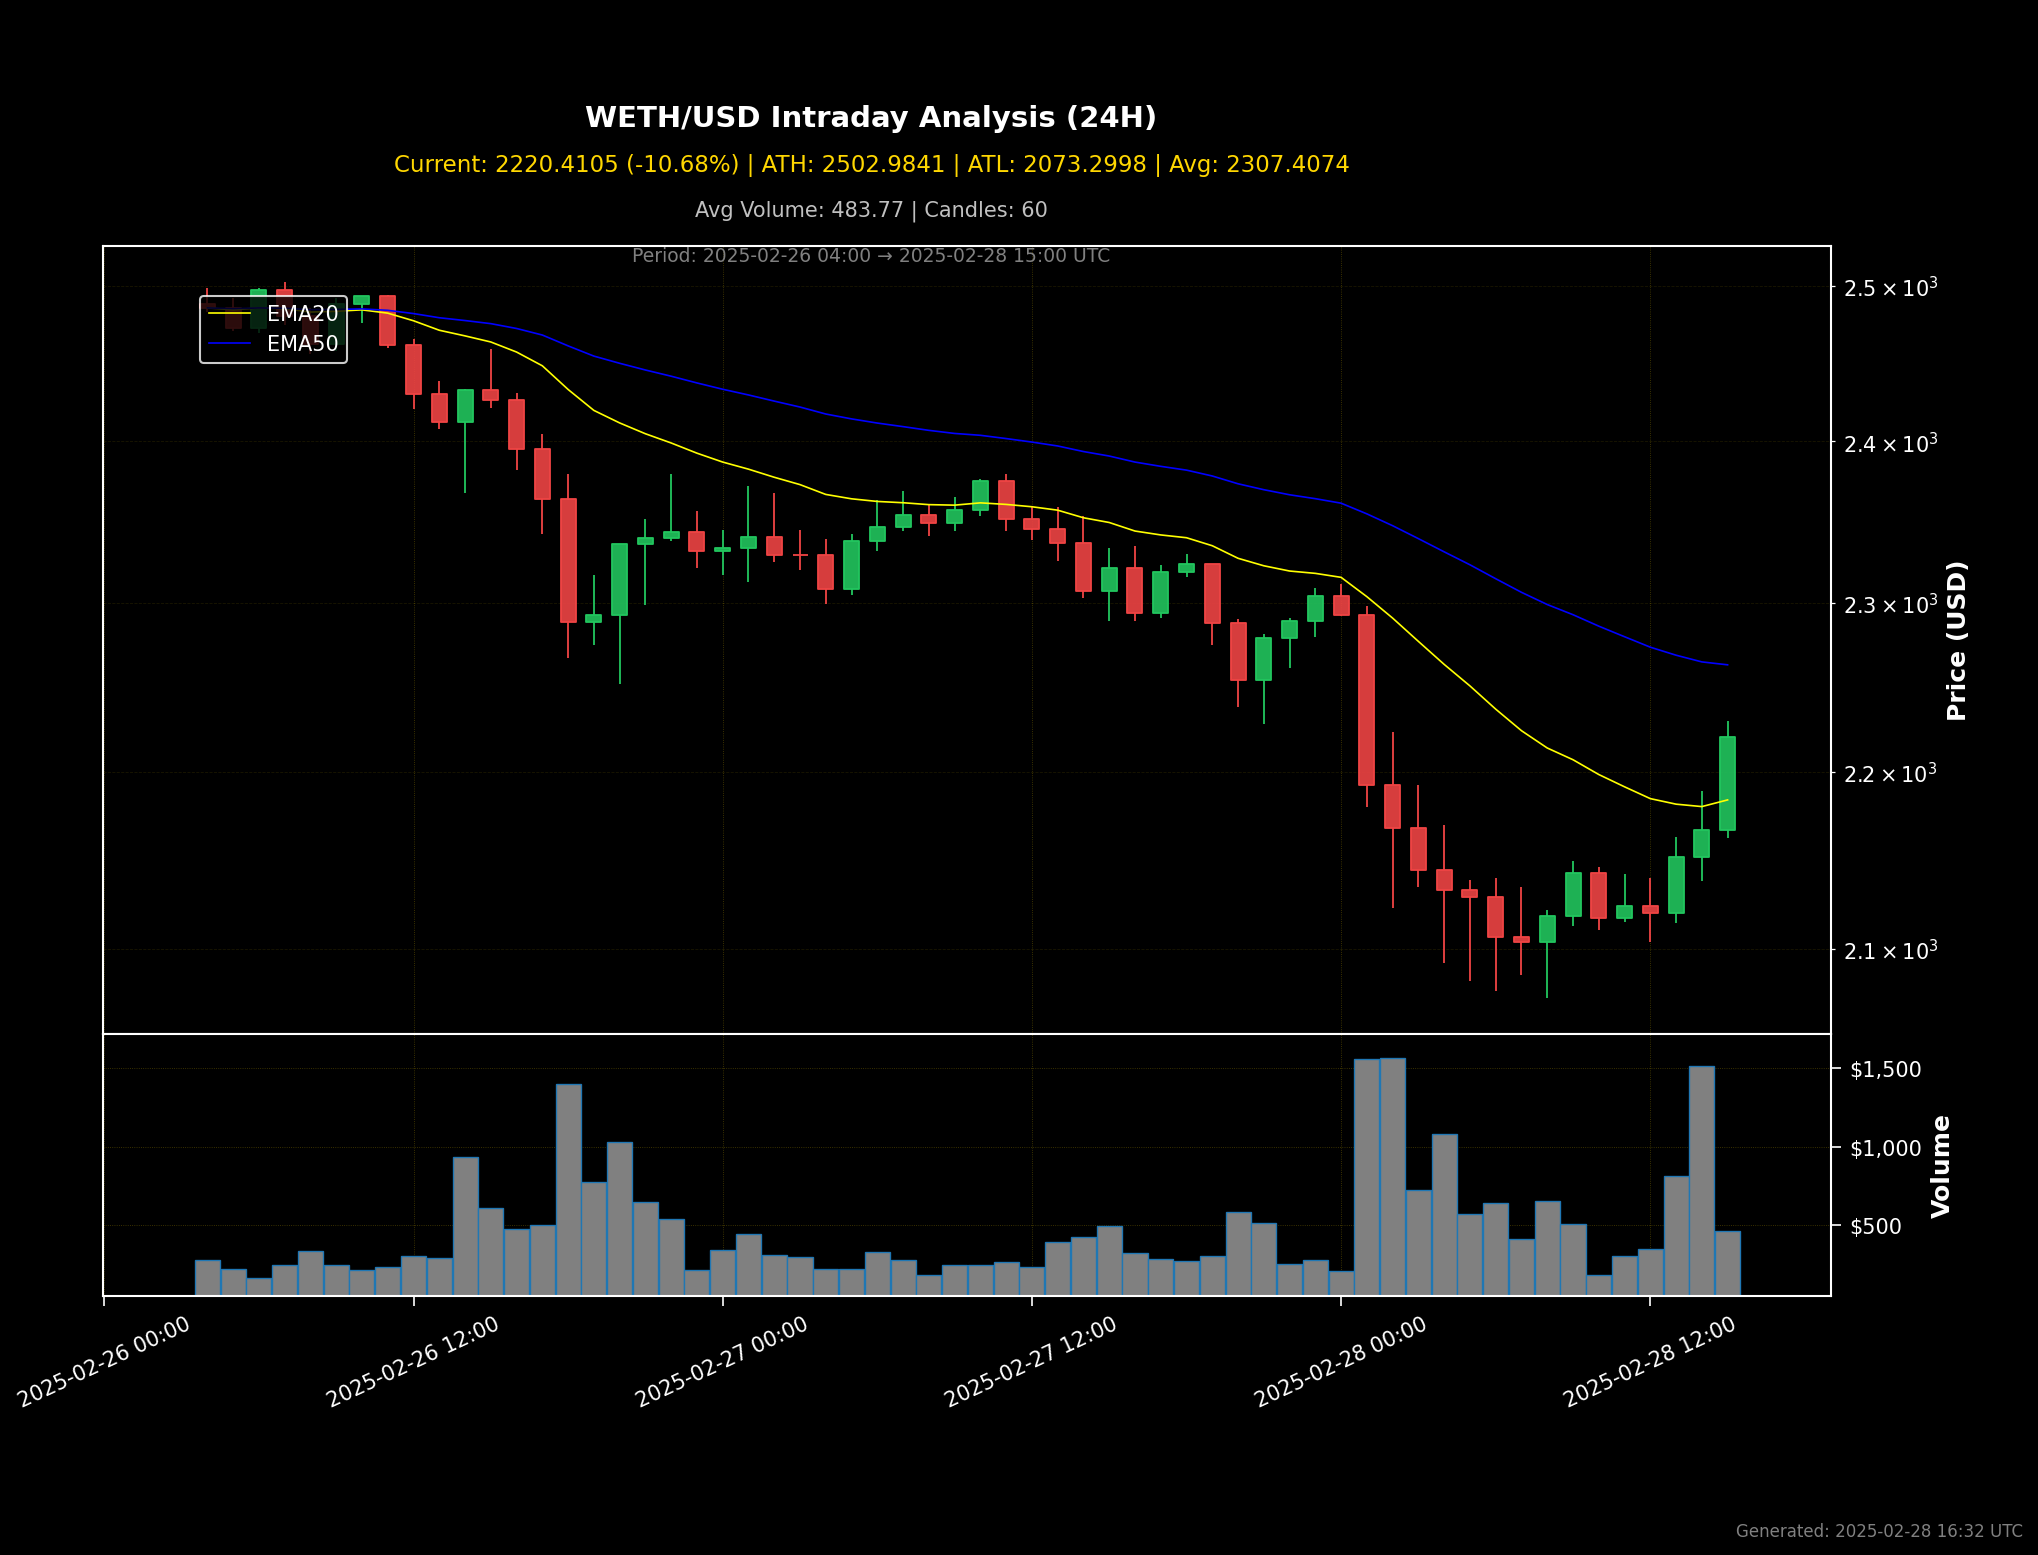 WETH/USD Intraday Analysis (24H)
Current: 2220.4105 (-10.68%) | ATH: 2502.9841 | ATL: 2073.2998 | Avg: 2307.4074
Avg Volume: 483.77 | Candles: 60
Period: 2025-02-26 04:00 → 2025-02-28 15:00 UTC
EMA20
EMA50
2.5 × 10³
2.4 × 10³
2.3 × 10³
2.2 × 10³
2.1 × 10³
Price (USD)
$1,500
$1,000
$500
Volume
2025-02-26 00:00
2025-02-26 12:00
2025-02-27 00:00
2025-02-27 12:00
2025-02-28 00:00
2025-02-28 12:00
Generated: 2025-02-28 16:32 UTC